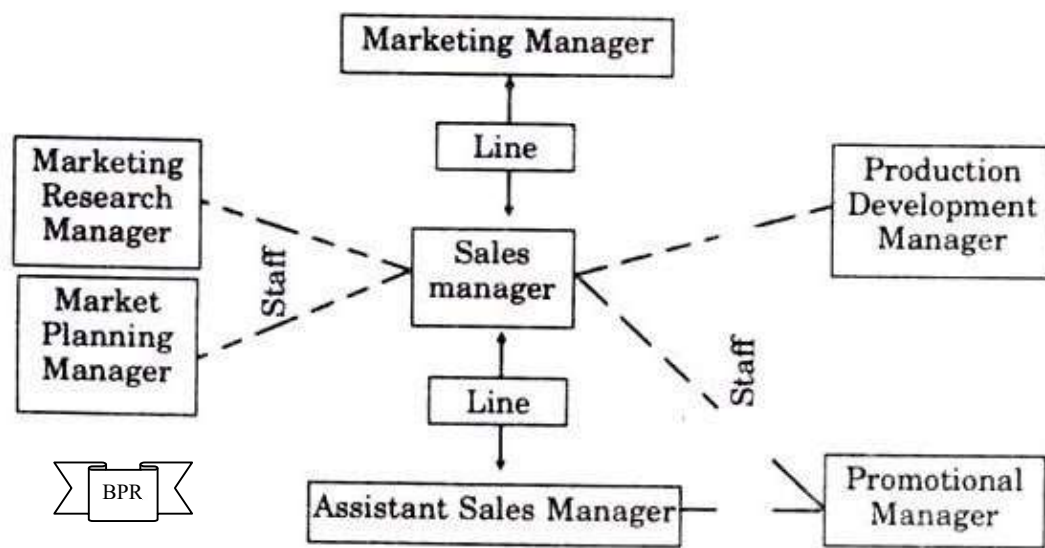 Marketing Manager
Line
Marketing
Research
Manager
Production
Development
Manager
Sales
manager
Staff
Market
Planning
Manager
Staff
Line
BPR
Assistant Sales Manager
Promotional
Manager